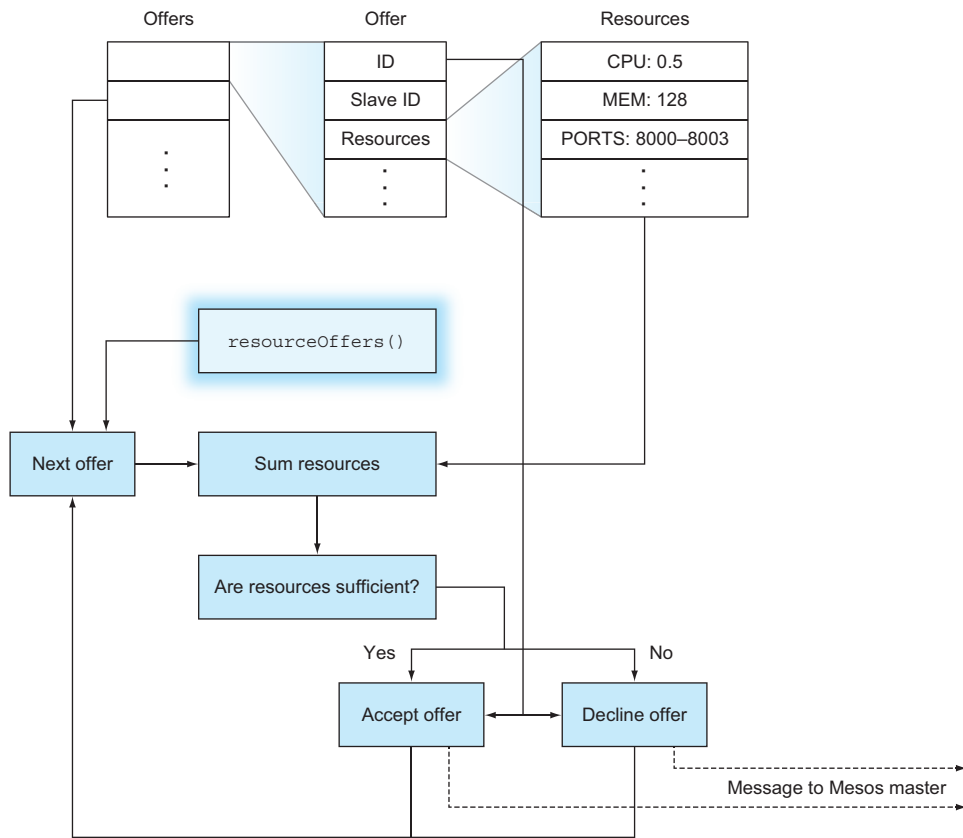 Offers
Offer
Resources
ID
CPU: 0.5
Slave ID
MEM: 128
Resources
PORTS: 8000–8003
resourceOffers()
Next offer
Sum resources
Are resources sufficient?
Yes
No
Accept offer
Decline offer
Message to Mesos master